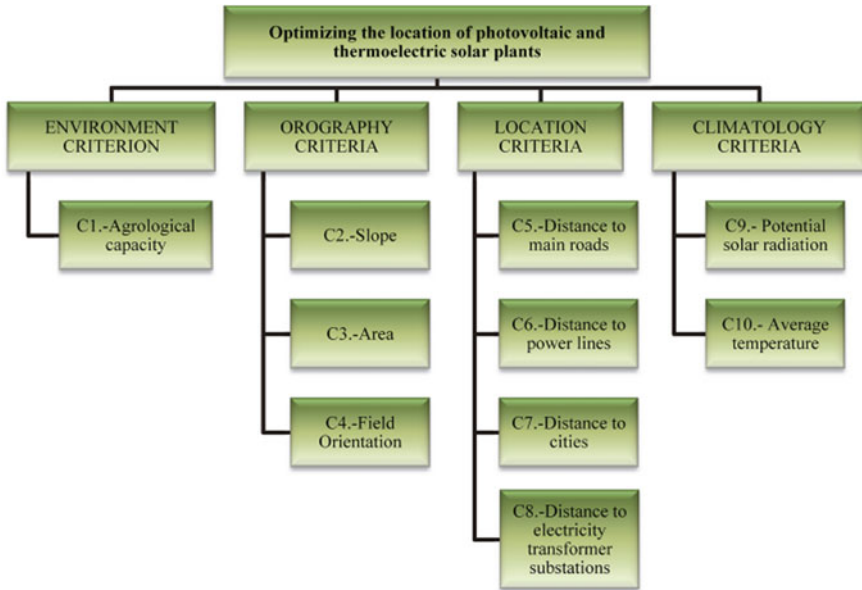 Optimizing the location of photovoltaic and
thermoelectric solar plants
ENVIRONMENT
CRITERION
C1.-Agrological
capacity
OROGRAPHY
CRITERIA
C2.-Slope
C3.-Area
C4.-Field
Orientation
LOCATION
CRITERIA
C5.-Distance to
main roads
C6.-Distance to
power lines
C7.-Distance to
cities
C8.-Distance to
electricity
transformer
substations
CLIMATOLOGY
CRITERIA
C9.- Potential
solar radiation
C10.- Average
temperature